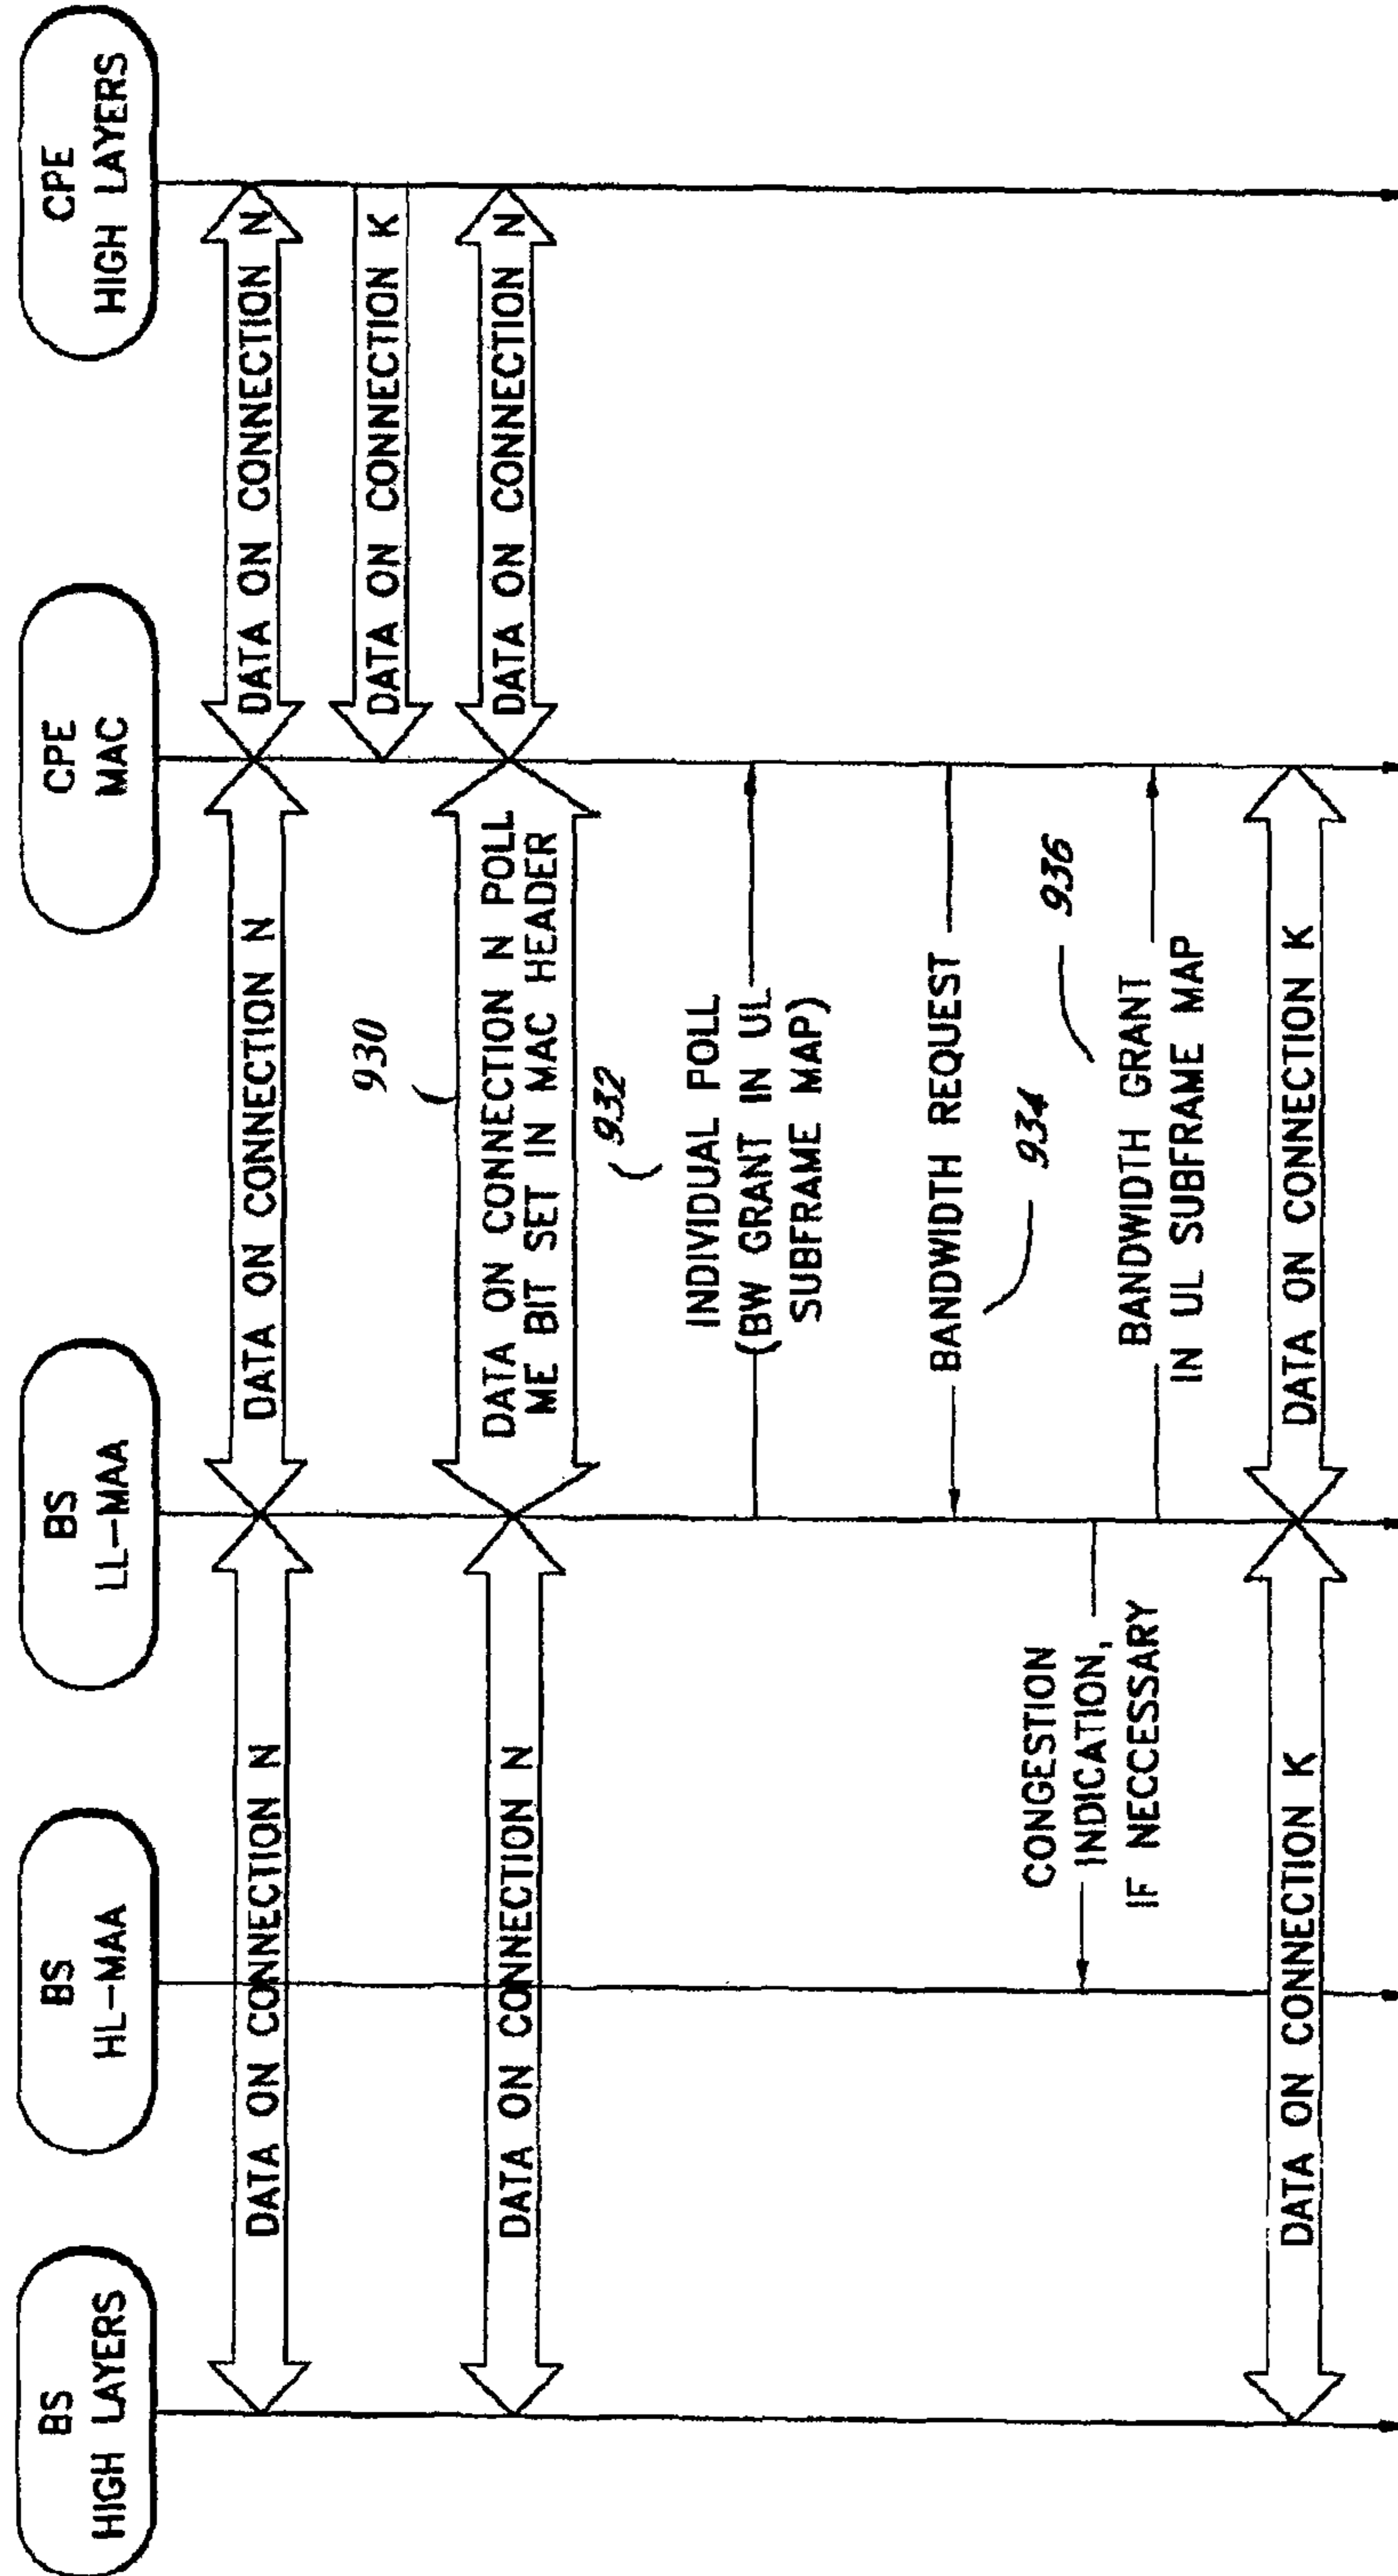 BS
HIGH LAYERS
BS
HL-MAA
BS
LL-MAA
CPE
MAC
CPE
HIGH LAYERS
DATA ON CONNECTION N
DATA ON CONNECTION N
DATA ON CONNECTION N
DATA ON CONNECTION K
930
DATA ON CONNECTION N
DATA ON CONNECTION N POLL
ME BIT SET IN MAC HEADER
DATA ON CONNECTION N
932
INDIVIDUAL POLL
(BW GRANT IN UL
SUBFRAME MAP)
BANDWIDTH REQUEST
934
CONGESTION
INDICATION,
IF NECCESSARY
936
BANDWIDTH GRANT
IN UL SUBFRAME MAP
DATA ON CONNECTION K
DATA ON CONNECTION K